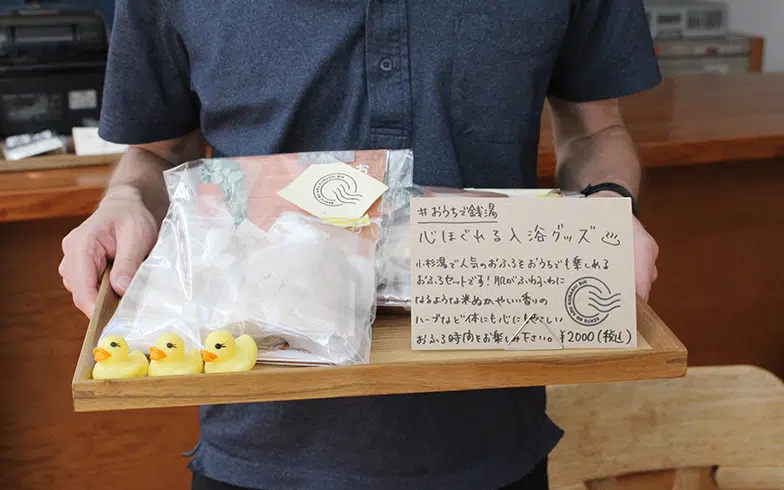 #おうちで銭湯
心ほぐれる入浴グッズ♨
小杉湯で人気のおふろをおうちでも楽しめる
おふろセットです!肌がふわふわに
なるような米ぬかやいい香りの
ハーブなど体にも心にもやさしい
おふろ時間をお楽しみ下さい。¥2000(税込)